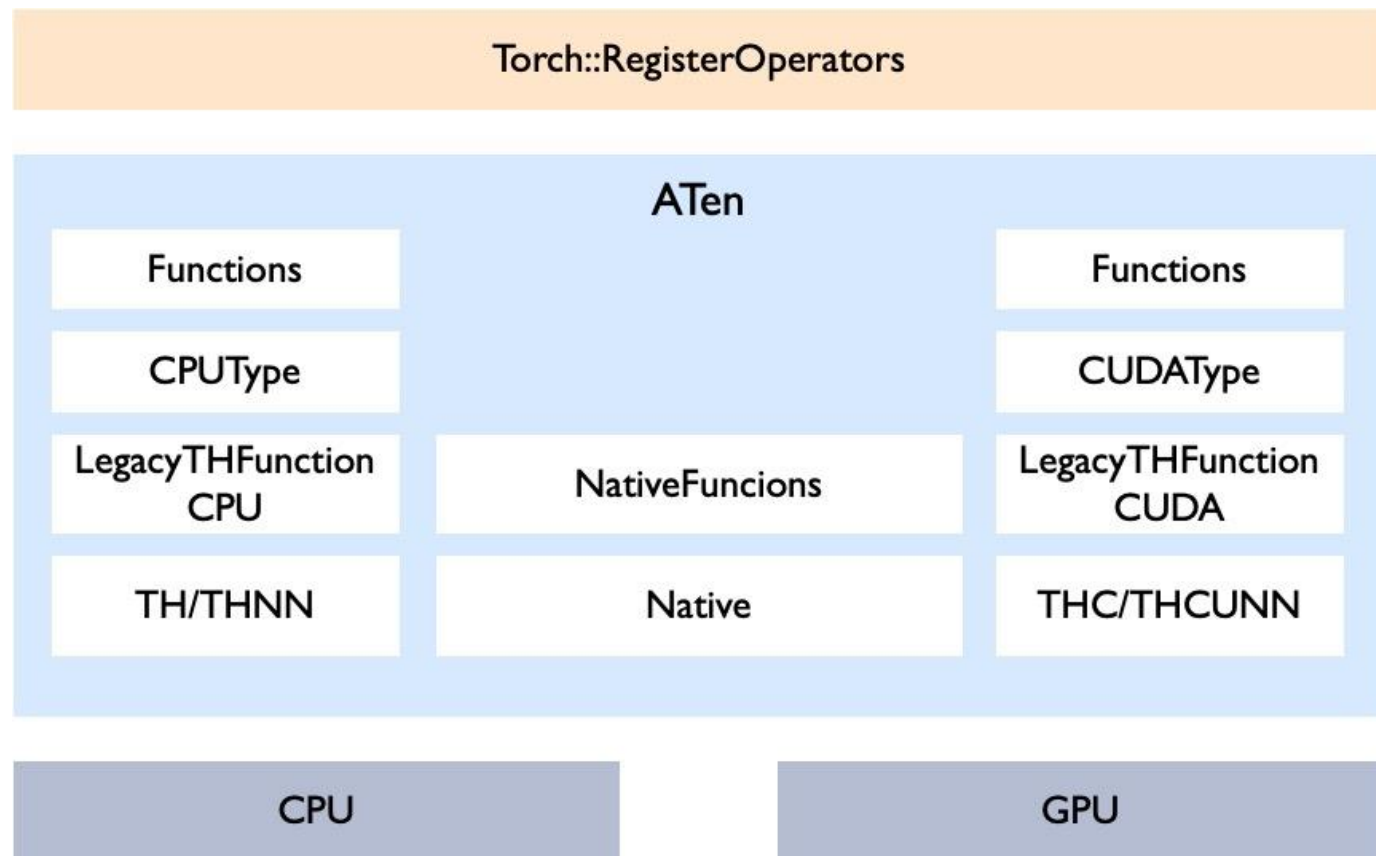 Torch::RegisterOperators
ATen
Functions
Functions
CPUType
CUDAType
LegacyTHFunction
CPU
NativeFuncions
LegacyTHFunction
CUDA
TH/THNN
Native
THC/THCUNN
CPU
GPU